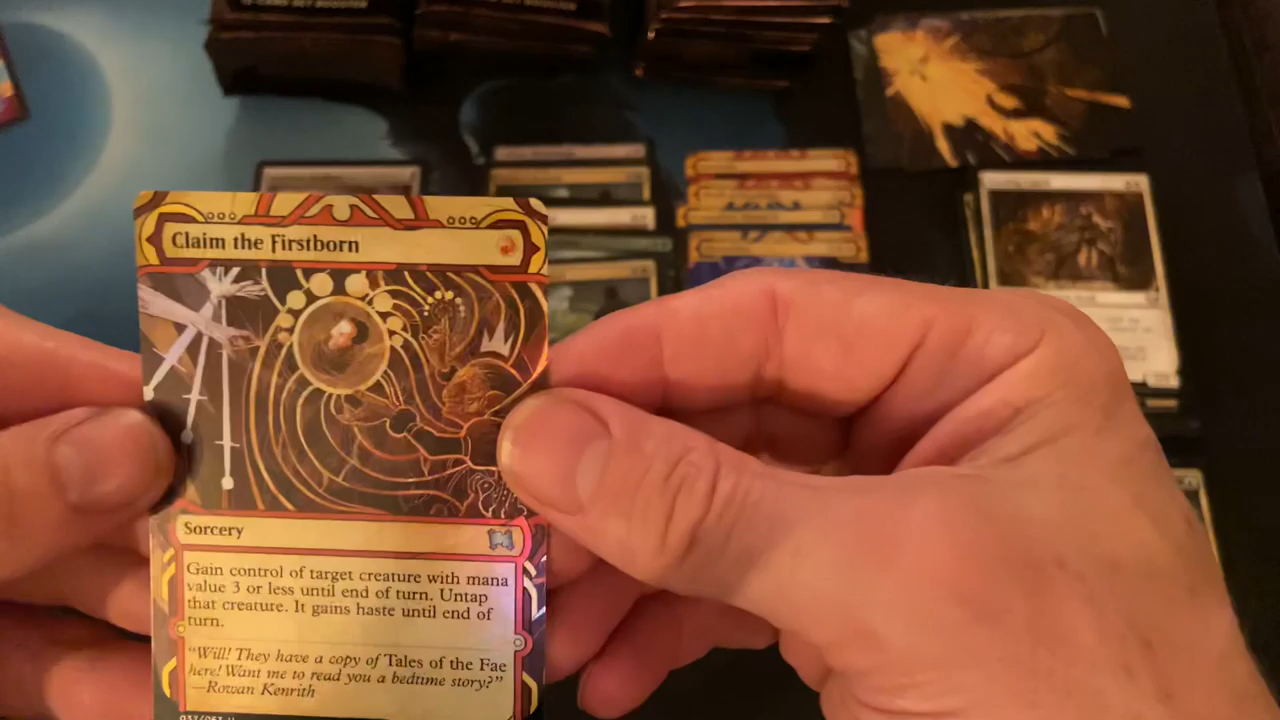 Claim the Firstborn
Sorcery
Gain control of target creature with mana
value 3 or less until end of turn. Untap
that creature. It gains haste until end of
turn.
"Will! They have a copy of Tales of the Fae
here! Want me to read you a bedtime story?"
—Rowan Kenrith